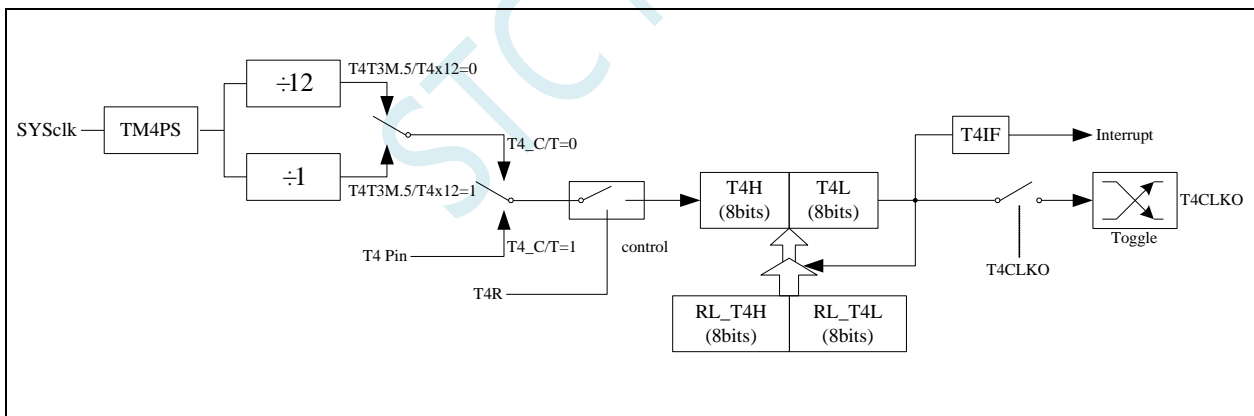 SYSclk
TM4PS
÷12
÷1
T4T3M.5/T4x12=0
T4T3M.5/T4x12=1
T4_C/T=0
T4_C/T=1
T4 Pin
T4R
control
T4H
(8bits)
T4L
(8bits)
RL_T4H
(8bits)
RL_T4L
(8bits)
T4IF
Interrupt
T4CLKO
Toggle
T4CLKO
STC